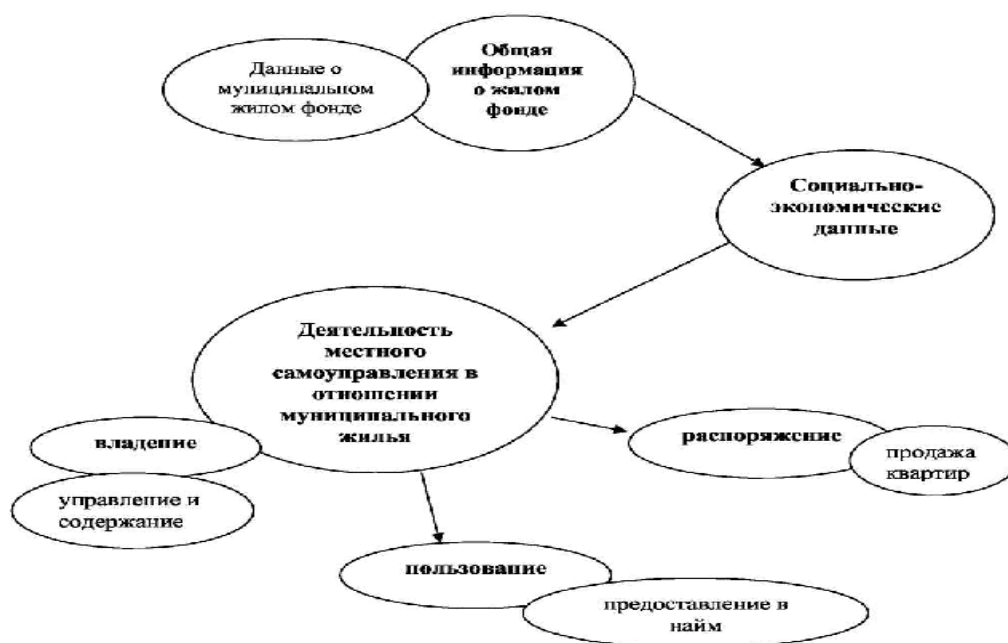 Общая
информация
о жилом
фонде
Данные о
муниципальном
жилом фонде
Социально-
экономические
данные
Деятельность
местного
самоуправления в
отношении
муниципального
жилья
владение
управление и
содержание
распоряжение
продажа
квартир
пользование
предоставление в
найм